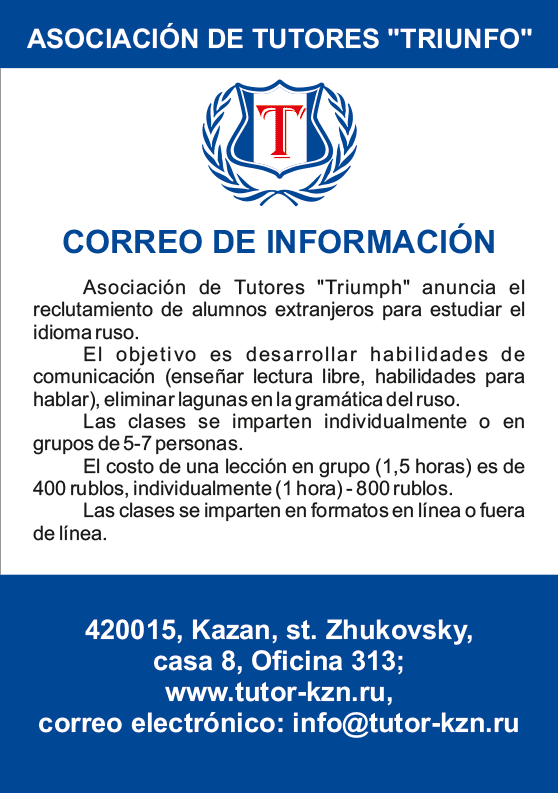 ASOCIACIÓN DE TUTORES "TRIUNFO"
T
CORREO DE INFORMACIÓN
Asociación de Tutores "Triumph" anuncia el
reclutamiento de alumnos extranjeros para estudiar el
idioma ruso.
El objetivo es desarrollar habilidades de
comunicación (enseñar lectura libre, habilidades para
hablar), eliminar lagunas en la gramática del ruso.
Las clases se imparten individualmente o en
grupos de 5-7 personas.
El costo de una lección en grupo (1,5 horas) es de
400 rublos, individualmente (1 hora) - 800 rublos.
Las clases se imparten en formatos en línea o fuera
de línea.
420015, Kazan, st. Zhukovsky,
casa 8, Oficina 313;
www.tutor-kzn.ru,
correo electrónico: info@tutor-kzn.ru